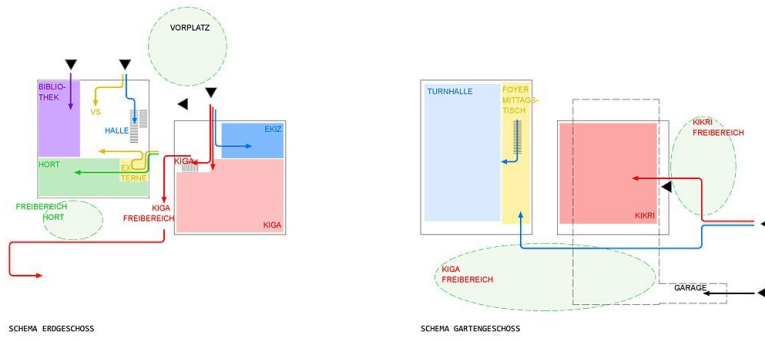 VORPLATZ
BIBLIO-
THEK
VS
HALLE
EKIZ
HORT
EX
TERNE
KIGA
FREIBEREICH
HORT
KIGA
FREIBEREICH
KIGA
SCHEMA ERDGESCHOSS
TURNHALLE
FOYER
MITTAGS-
TISCH
KIKRI
FREIBEREICH
KIKRI
KIGA
FREIBEREICH
GARAGE
SCHEMA GARTENGESCHOSS